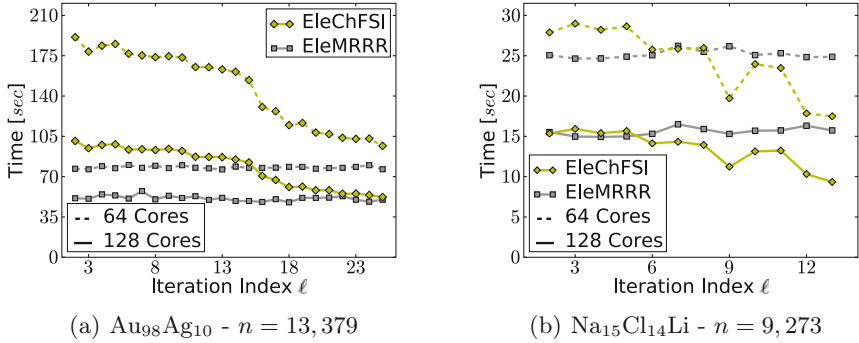 210
175
140
105
70
35
0
Time [sec]
EleChFSI
EleMRRR
64 Cores
128 Cores
3 8 13 18 23
Iteration Index ℓ
(a) Au₉₈Ag₁₀ - n = 13,379
30
25
20
15
10
5
0
Time [sec]
EleChFSI
EleMRRR
64 Cores
128 Cores
3 6 9 12
Iteration Index ℓ
(b) Na₁₅Cl₁₄Li - n = 9,273